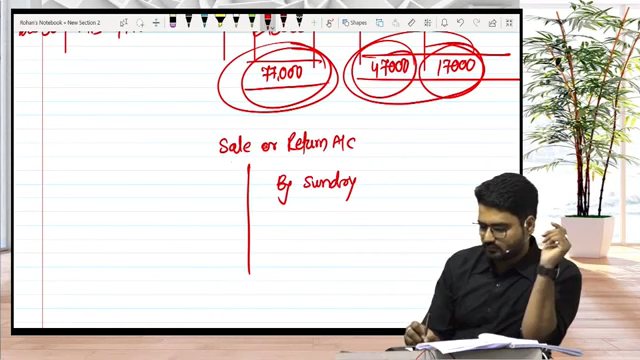 Rohan's Notebook • New Section 2
Shapes
77,000 47000 17000
Sale or Return A/C
By Sundry